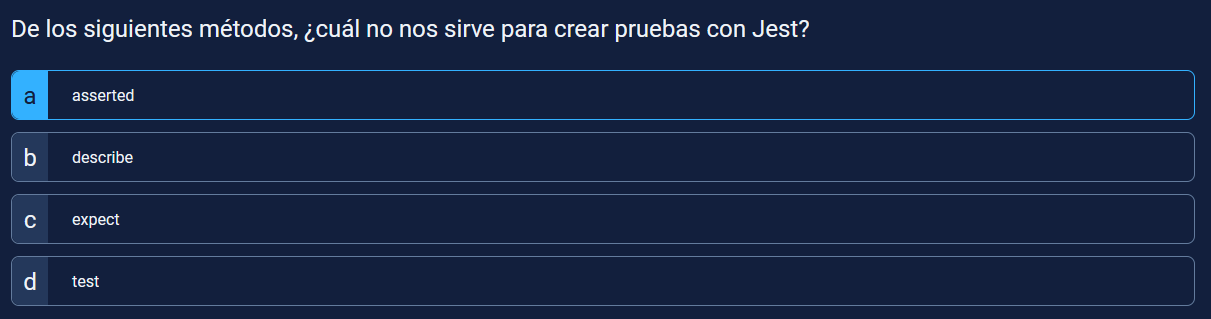 De los siguientes métodos, ¿cuál no nos sirve para crear pruebas con Jest?
a asserted
b describe
c expect
d test